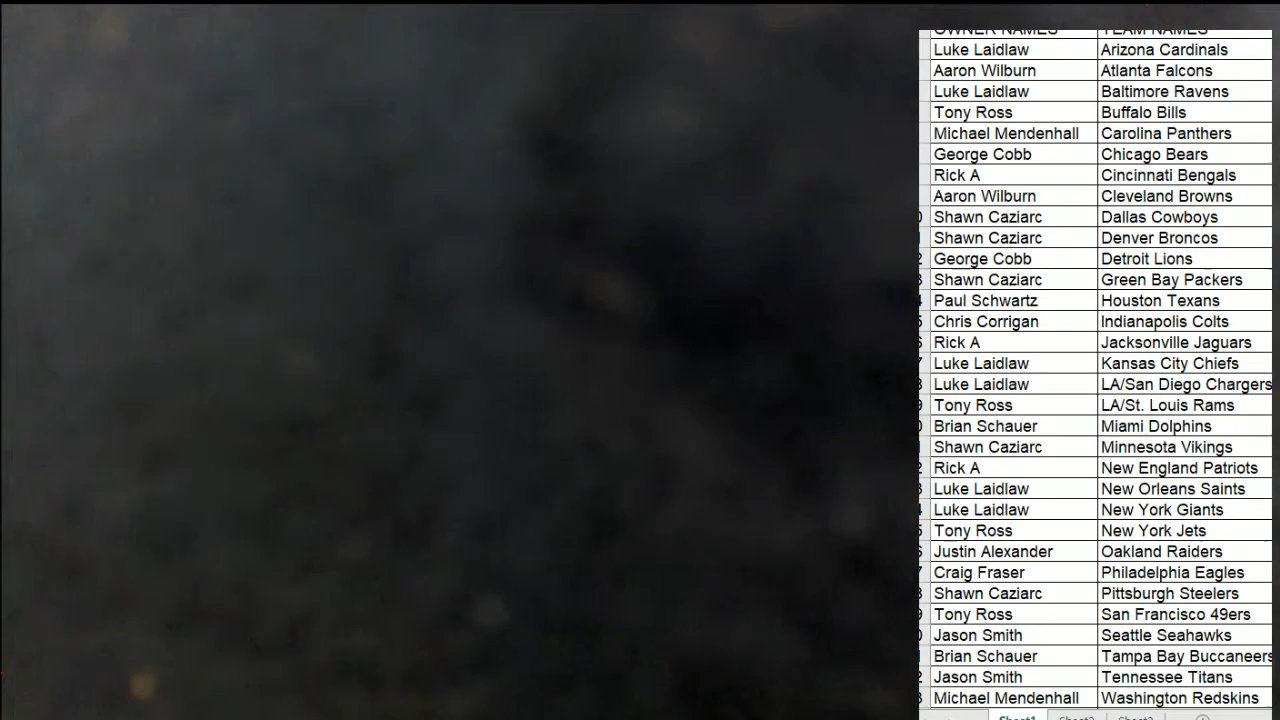 OWNER NAMES TEAM NAMES
Luke Laidlaw Arizona Cardinals
Aaron Wilburn Atlanta Falcons
Luke Laidlaw Baltimore Ravens
Tony Ross Buffalo Bills
Michael Mendenhall Carolina Panthers
George Cobb Chicago Bears
Rick A Cincinnati Bengals
Aaron Wilburn Cleveland Browns
Shawn Caziarc Dallas Cowboys
Shawn Caziarc Denver Broncos
George Cobb Detroit Lions
Shawn Caziarc Green Bay Packers
Paul Schwartz Houston Texans
Chris Corrigan Indianapolis Colts
Rick A Jacksonville Jaguars
Luke Laidlaw Kansas City Chiefs
Luke Laidlaw LA/San Diego Chargers
Tony Ross LA/St. Louis Rams
Brian Schauer Miami Dolphins
Shawn Caziarc Minnesota Vikings
Rick A New England Patriots
Luke Laidlaw New Orleans Saints
Luke Laidlaw New York Giants
Tony Ross New York Jets
Justin Alexander Oakland Raiders
Craig Fraser Philadelphia Eagles
Shawn Caziarc Pittsburgh Steelers
Tony Ross San Francisco 49ers
Jason Smith Seattle Seahawks
Brian Schauer Tampa Bay Buccaneers
Jason Smith Tennessee Titans
Michael Mendenhall Washington Redskins
Sheet1 Sheet2 Sheet3